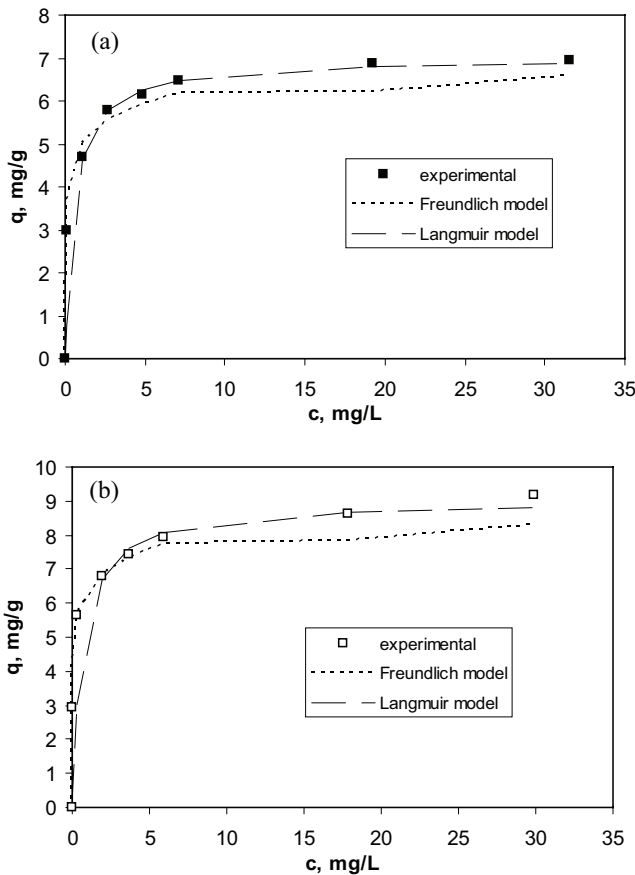 (a)
8
7
6
5
4
3
2
1
0
q, mg/g
experimental
Freundlich model
Langmuir model
0 5 10 15 20 25 30 35
c, mg/L
(b)
10
9
8
7
6
5
4
3
2
1
0
q, mg/g
experimental
Freundlich model
Langmuir model
0 5 10 15 20 25 30 35
c, mg/L